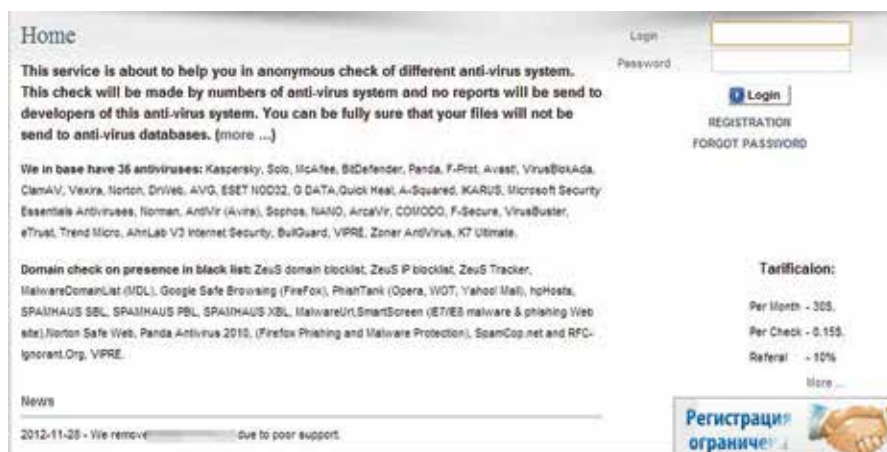 Home
This service is about to help you in anonymous check of different anti-virus system.
This check will be made by numbers of anti-virus system and no reports will be send to
developers of this anti-virus system. You can be fully sure that your files will not be
send to anti-virus databases. (more ...)
We in base have 36 antiviruses: Kaspersky, Solo, McAfee, BitDefender, Panda, F-Prot, Avast!, VirusBlokAda,
ClamAV, Vexira, Norton, DrWeb, AVG, ESET NOD32, G DATA,Quick Heal, A-Squared, IKARUS, Microsoft Security
Essentials Antiviruses, Norman, AntiVir (Avira), Sophos, NANO, ArcaVir, COMODO, F-Secure, VirusBuster,
eTrust, Trend Micro, AhnLab V3 Internet Security, BullGuard, VIPRE, Zoner AntiVirus, K7 Ultimate.
Domain check on presence in black list: ZeuS domain blocklist, ZeuS IP blocklist, ZeuS Tracker,
MalwareDomainList (MDL), Google Safe Browsing (FireFox), PhishTank (Opera, WOT, Yahoo! Mail), hpHosts,
SPAMHAUS SBL, SPAMHAUS PBL, SPAMHAUS XBL, MalwareUrl,SmartScreen (IE7/IE8 malware & phishing Web
site),Norton Safe Web, Panda Antivirus 2010, (Firefox Phishing and Malware Protection), SpamCop.net and RFC-
Ignorant.Org, VIPRE.
News
2012-11-28 - We remove due to poor support.
Login
Password
Login
REGISTRATION
FORGOT PASSWORD
Tarificaion:
Per Month - 30$.
Per Check - 0.15$.
Referal - 10%
More ...
Регистрация
ограниче